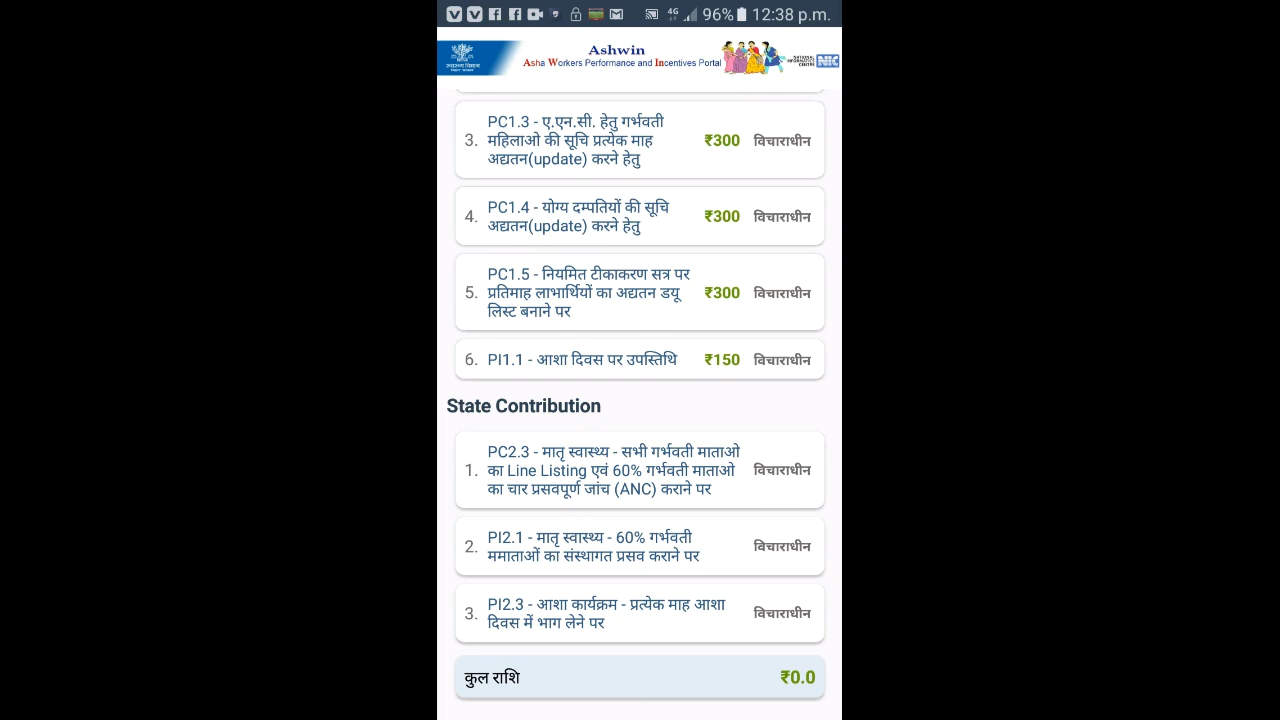 96% 12:38 p.m.
Ashwin
Asha Workers Performance and Incentives Portal
NATIONAL
INFORMATICS
CENTRE
NIC
3. PC1.3 - ए.एन.सी. हेतु गर्भवती
महिलाओ की सूचि प्रत्येक माह
अद्यतन(update) करने हेतु
₹300 विचाराधीन
4. PC1.4 - योग्य दम्पतियों की सूचि
अद्यतन(update) करने हेतु
₹300 विचाराधीन
5. PC1.5 - नियमित टीकाकरण सत्र पर
प्रतिमाह लाभार्थियों का अद्यतन डयू
लिस्ट बनाने पर
₹300 विचाराधीन
6. PI1.1 - आशा दिवस पर उपस्तिथि ₹150 विचाराधीन
State Contribution
1. PC2.3 - मातृ स्वास्थ्य - सभी गर्भवती माताओ
का Line Listing एवं 60% गर्भवती माताओ
का चार प्रसवपूर्ण जांच (ANC) कराने पर
विचाराधीन
2. PI2.1 - मातृ स्वास्थ्य - 60% गर्भवती
ममाताओं का संस्थागत प्रसव कराने पर
विचाराधीन
3. PI2.3 - आशा कार्यक्रम - प्रत्येक माह आशा
दिवस में भाग लेने पर
विचाराधीन
कुल राशि ₹0.0